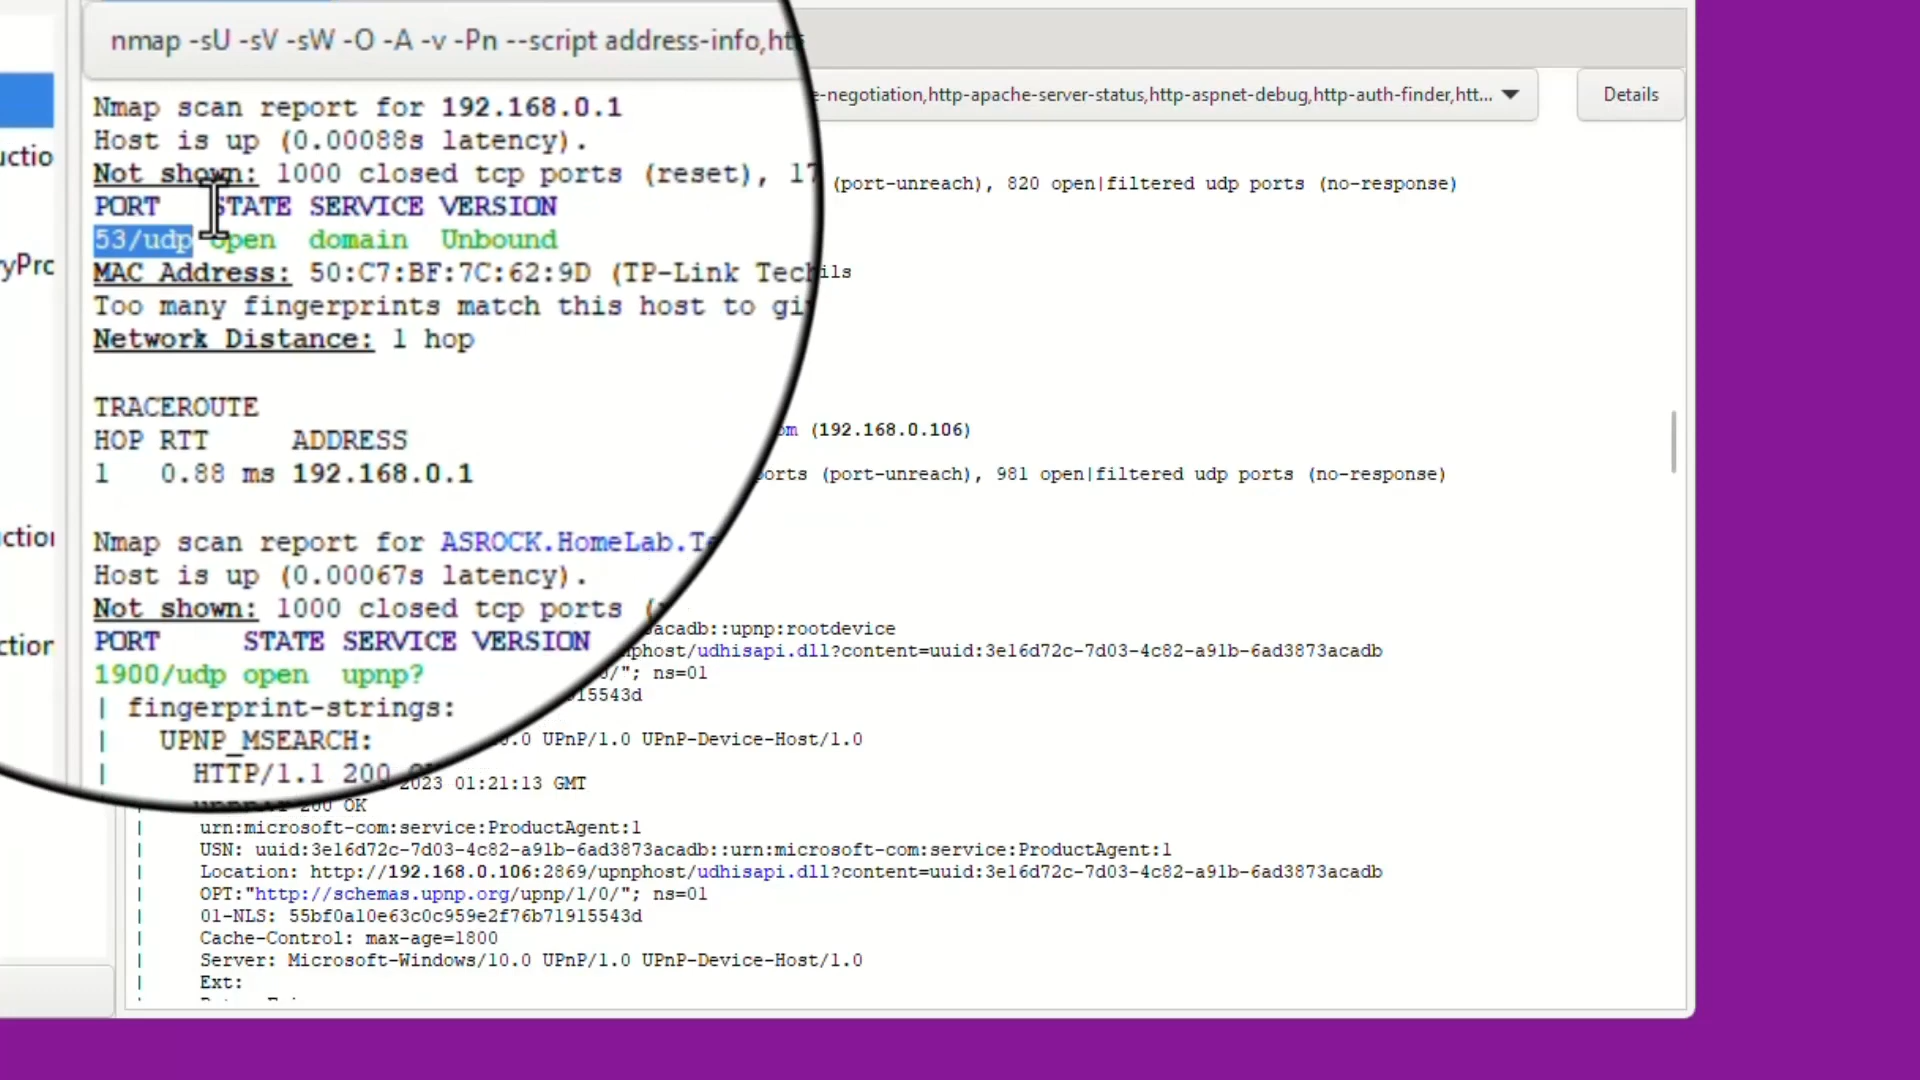 nmap -sU -sV -sW -O -A -v -Pn --script address-info,ht
e-negotiation,http-apache-server-status,http-aspnet-debug,http-auth-finder,htt...
Details
Nmap scan report for 192.168.0.1
Host is up (0.00088s latency).
Not shown: 1000 closed tcp ports (reset), 17 (port-unreach), 820 open|filtered udp ports (no-response)
PORT STATE SERVICE VERSION
53/udp open domain Unbound
MAC Address: 50:C7:BF:7C:62:9D (TP-Link Tec
Too many fingerprints match this host to gi
ils
Network Distance: 1 hop
TRACEROUTE
HOP RTT ADDRESS
1 0.88 ms 192.168.0.1
Nmap scan report for ASROCK.HomeLab.T
om (192.168.0.106)
Host is up (0.00067s latency).
Not shown: 1000 closed tcp ports (
orts (port-unreach), 981 open|filtered udp ports (no-response)
PORT STATE SERVICE VERSION
1900/udp open upnp?
| fingerprint-strings:
| UPNP_MSEARCH:
| HTTP/1.1 200
acadb::upnp:rootdevice
nphost/udhisapi.dll?content=uuid:3e16d72c-7d03-4c82-a91b-6ad3873acadb
/"; ns=01
15543d
.0 UPnP/1.0 UPnP-Device-Host/1.0
2023 01:21:13 GMT
200 OK
| urn:microsoft-com:service:ProductAgent:1
| USN: uuid:3e16d72c-7d03-4c82-a91b-6ad3873acadb::urn:microsoft-com:service:ProductAgent:1
| Location: http://192.168.0.106:2869/upnphost/udhisapi.dll?content=uuid:3e16d72c-7d03-4c82-a91b-6ad3873acadb
| OPT:"http://schemas.upnp.org/upnp/1/0/"; ns=01
| 01-NLS: 55bf0a10e63c0c959e2f76b71915543d
| Cache-Control: max-age=1800
| Server: Microsoft-Windows/10.0 UPnP/1.0 UPnP-Device-Host/1.0
| Ext:
uctio
yPro
ction
ction